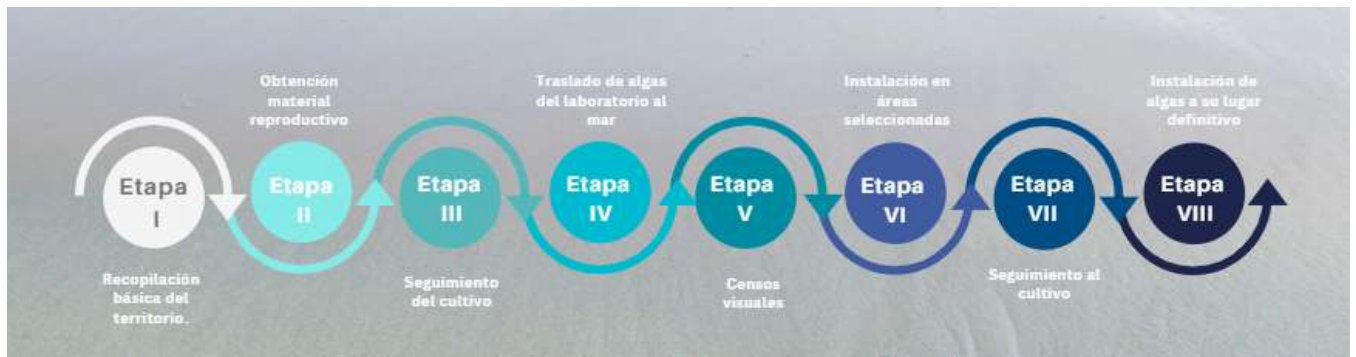 Etapa
I
Recopilación
básica del
territorio.
Obtención
material
reproductivo
Etapa
II
Etapa
III
Seguimiento
del cultivo
Traslado de algas
del laboratorio al
mar
Etapa
IV
Etapa
V
Censos
visuales
Instalación en
áreas
seleccionadas
Etapa
VI
Etapa
VII
Seguimiento al
cultivo
Instalación de
algas a su lugar
definitivo
Etapa
VIII